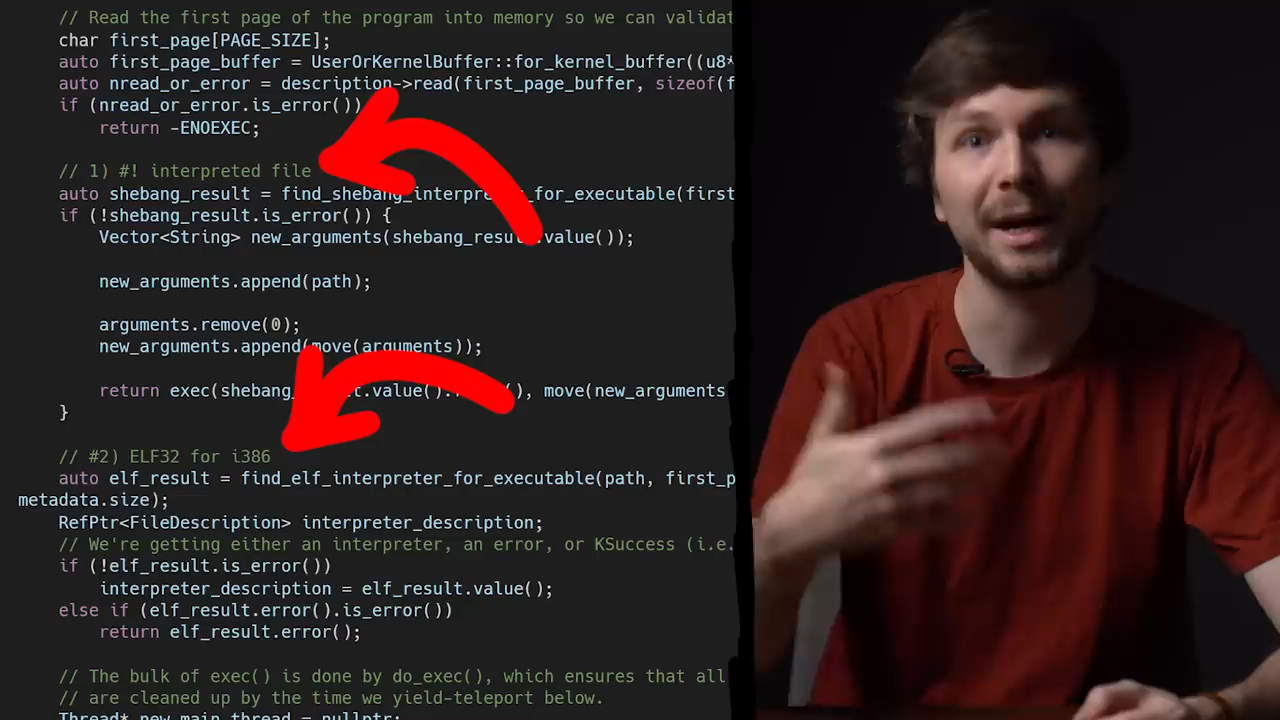 // Read the first page of the program into memory so we can validat
char first_page[PAGE_SIZE];
auto first_page_buffer = UserOrKernelBuffer::for_kernel_buffer((u8*
auto nread_or_error = description->read(first_page_buffer, sizeof(f
if (nread_or_error.is_error())
return -ENOEXEC;
// 1) #! interpreted file
auto shebang_result = find_shebang_interpreter_for_executable(first
if (!shebang_result.is_error()) {
Vector<String> new_arguments(shebang_result.value());
new_arguments.append(path);
arguments.remove(0);
new_arguments.append(move(arguments));
return exec(shebang_ .value(). (), move(new_arguments
}
// #2) ELF32 for i386
auto elf_result = find_elf_interpreter_for_executable(path, first_p
metadata.size);
RefPtr<FileDescription> interpreter_description;
// We're getting either an interpreter, an error, or KSuccess (i.e.
if (!elf_result.is_error())
interpreter_description = elf_result.value();
else if (elf_result.error().is_error())
return elf_result.error();
// The bulk of exec() is done by do_exec(), which ensures that all
// are cleaned up by the time we yield-teleport below.
Thread* new_main_thread = nullptr;